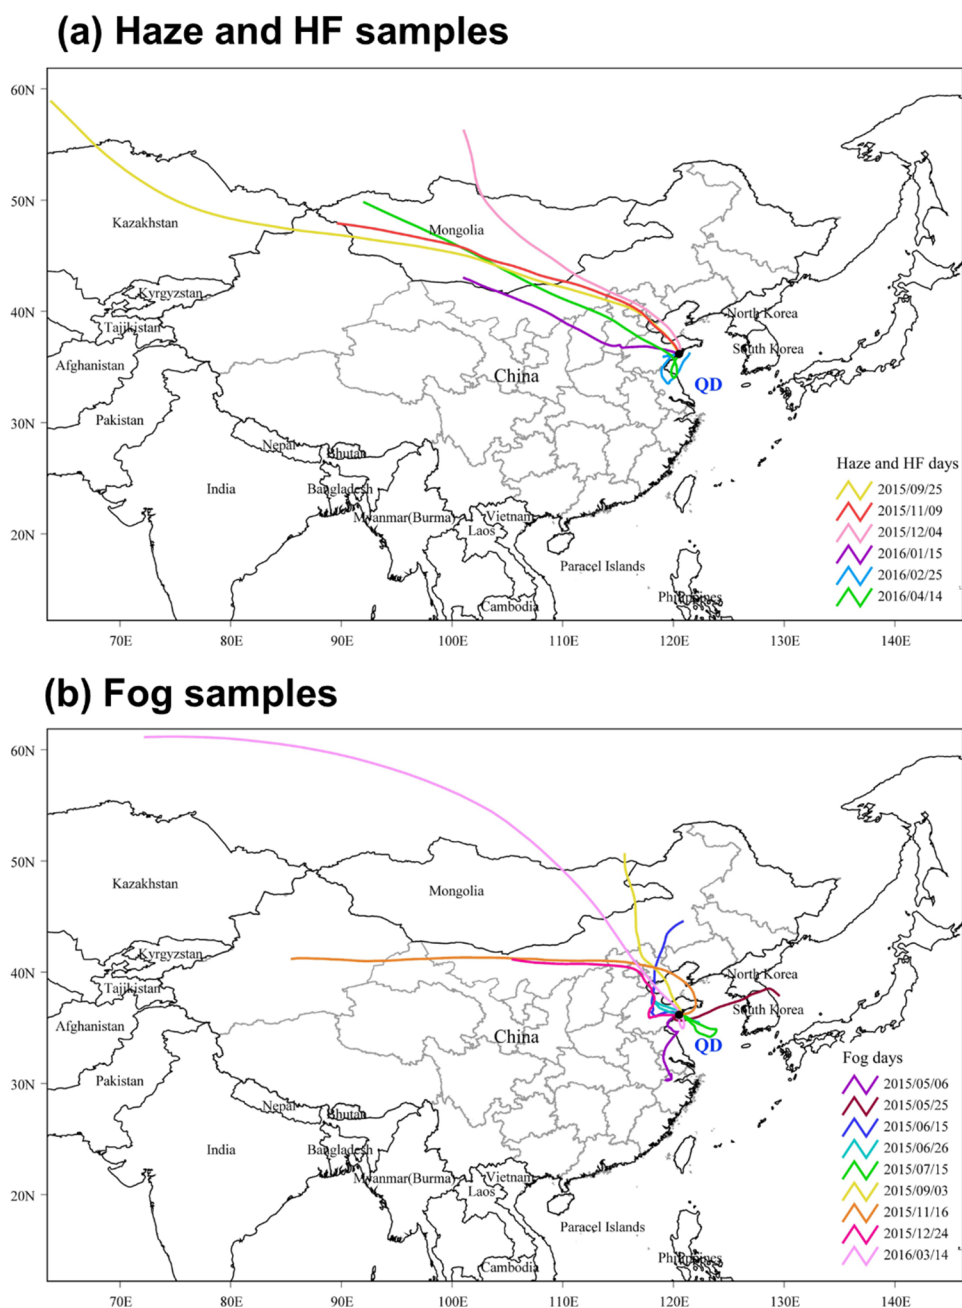 (a) Haze and HF samples
60N
50N
Kazakhstan
Mongolia
Kyrgyzstan
40N
North Korea
Tajikistan
South Korea
Afghanistan
China
QD
Pakistan
30N
Nepal
Bhutan
Haze and HF days
India
Bangladesh
2015/09/25
2015/11/09
Myanmar(Burma)
Vietnam
20N
Laos
2015/12/04
2016/01/15
Paracel Islands
2016/02/25
Cambodia
Philippines
2016/04/14
70E 80E 90E 100E 110E 120E 130E 140E
(b) Fog samples
60N
50N
Kazakhstan
Mongolia
Kyrgyzstan
40N
North Korea
Tajikistan
South Korea
Afghanistan
China
QD
Fog days
Pakistan
30N
2015/05/06
Nepal
Bhutan
2015/05/25
2015/06/15
India
Bangladesh
2015/06/26
2015/07/15
Myanmar(Burma)
Vietnam
Laos
20N
2015/09/03
2015/11/16
Paracel Islands
2015/12/24
2016/03/14
Philippines
Cambodia
70E 80E 90E 100E 110E 120E 130E 140E